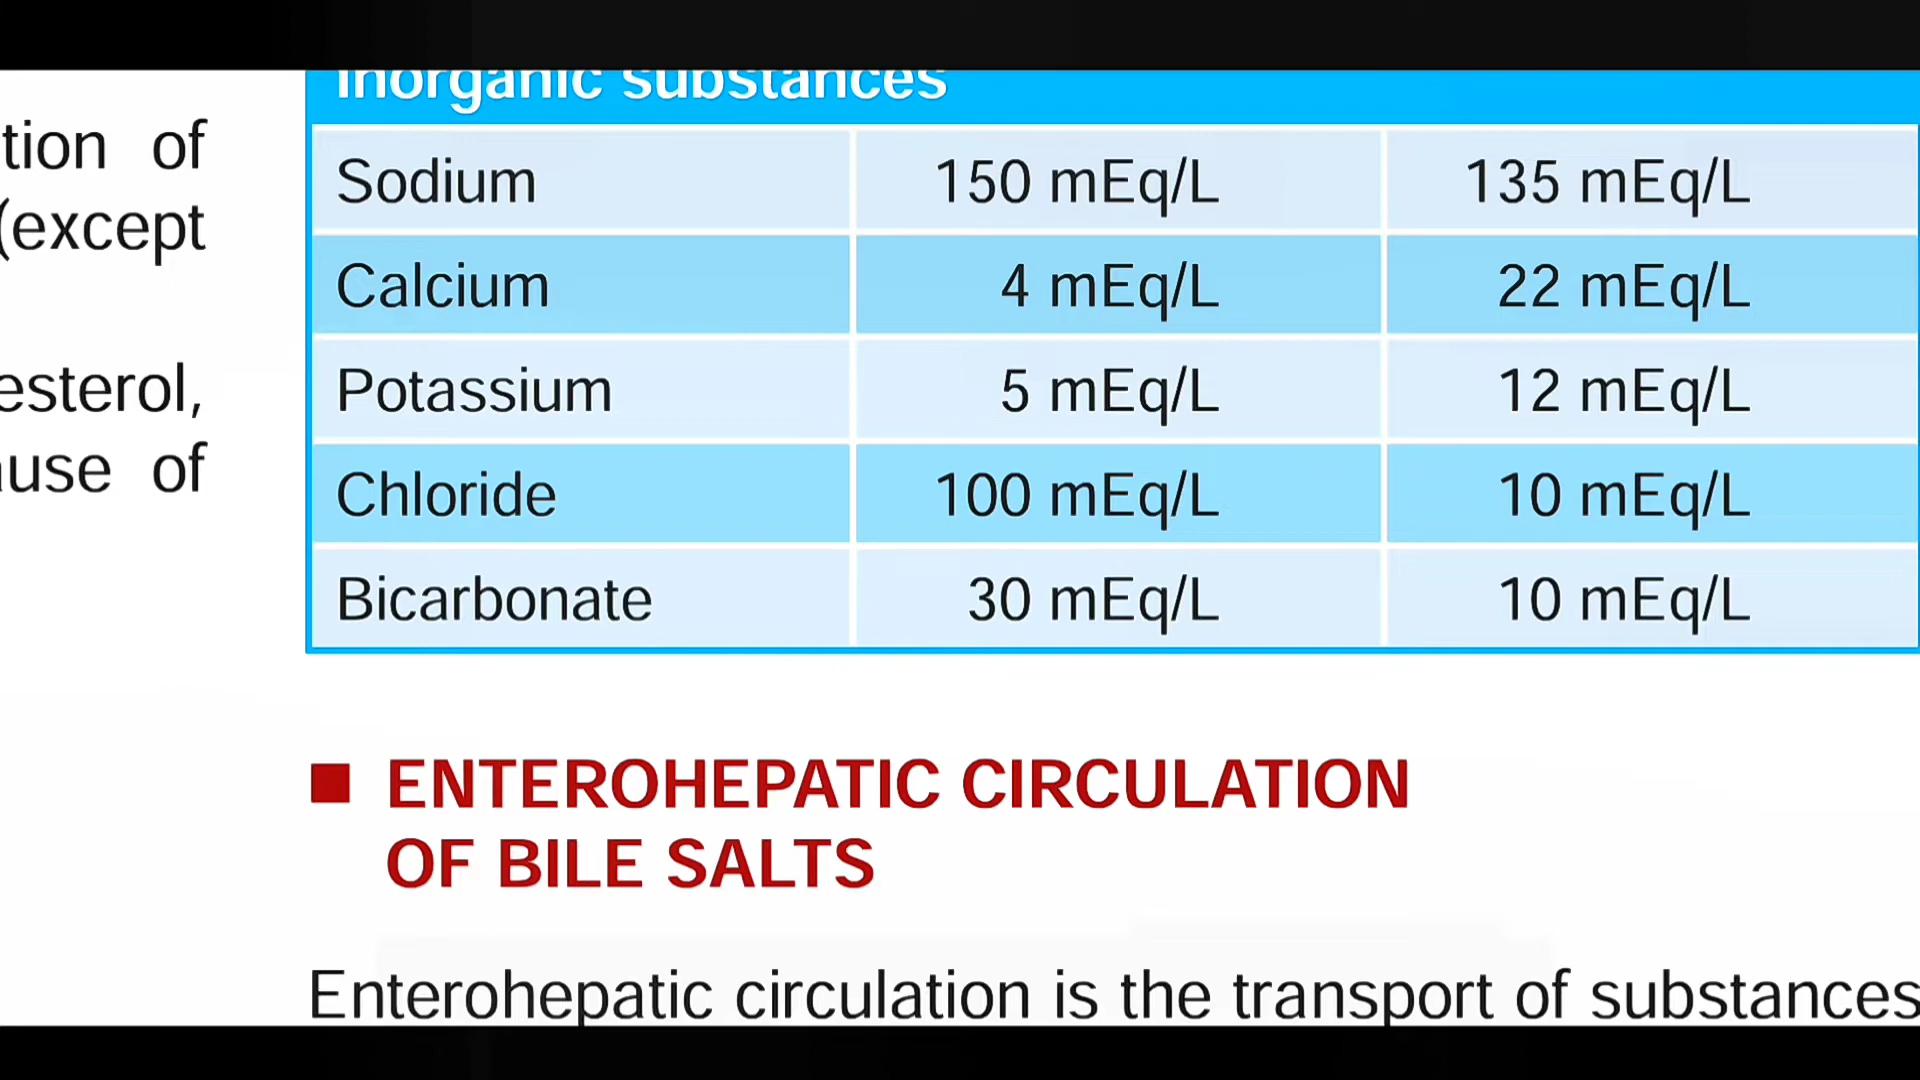 Inorganic substances
Sodium 150 mEq/L 135 mEq/L
Calcium 4 mEq/L 22 mEq/L
Potassium 5 mEq/L 12 mEq/L
Chloride 100 mEq/L 10 mEq/L
Bicarbonate 30 mEq/L 10 mEq/L
tion of
(except
esterol,
ause of
■ ENTEROHEPATIC CIRCULATION
OF BILE SALTS
Enterohepatic circulation is the transport of substances